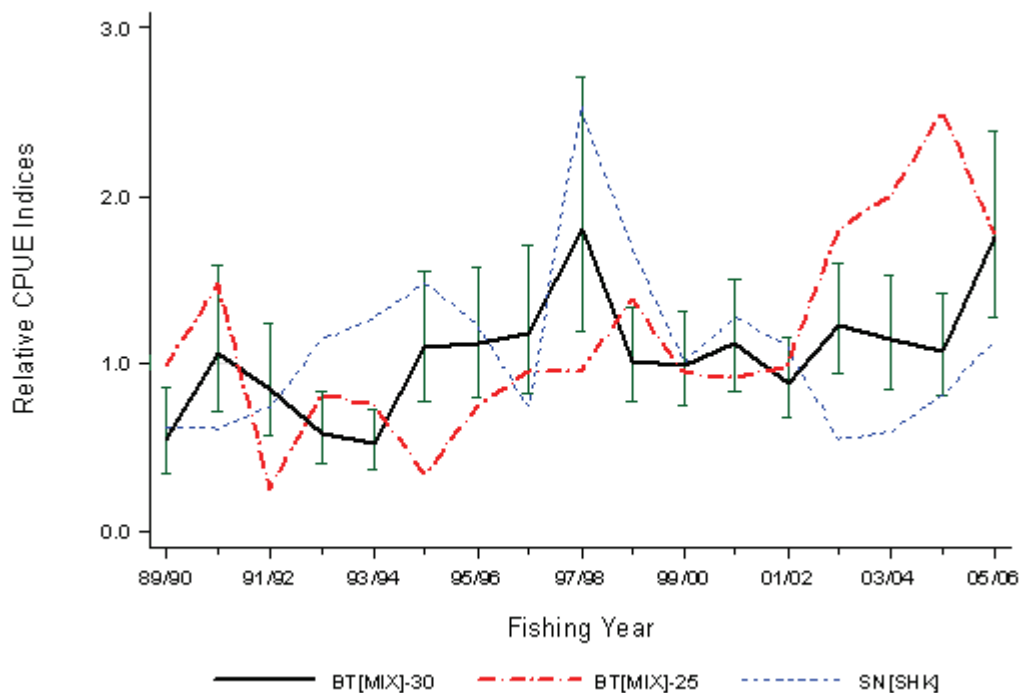 3.0
2.0
1.0
0.0
Relative CPUE Indices
89/90 91/92 93/94 95/96 97/98 99/00 01/02 03/04 05/06
Fishing Year
BT[MIX]-30 BT[MIX]-25 SN[SHK]